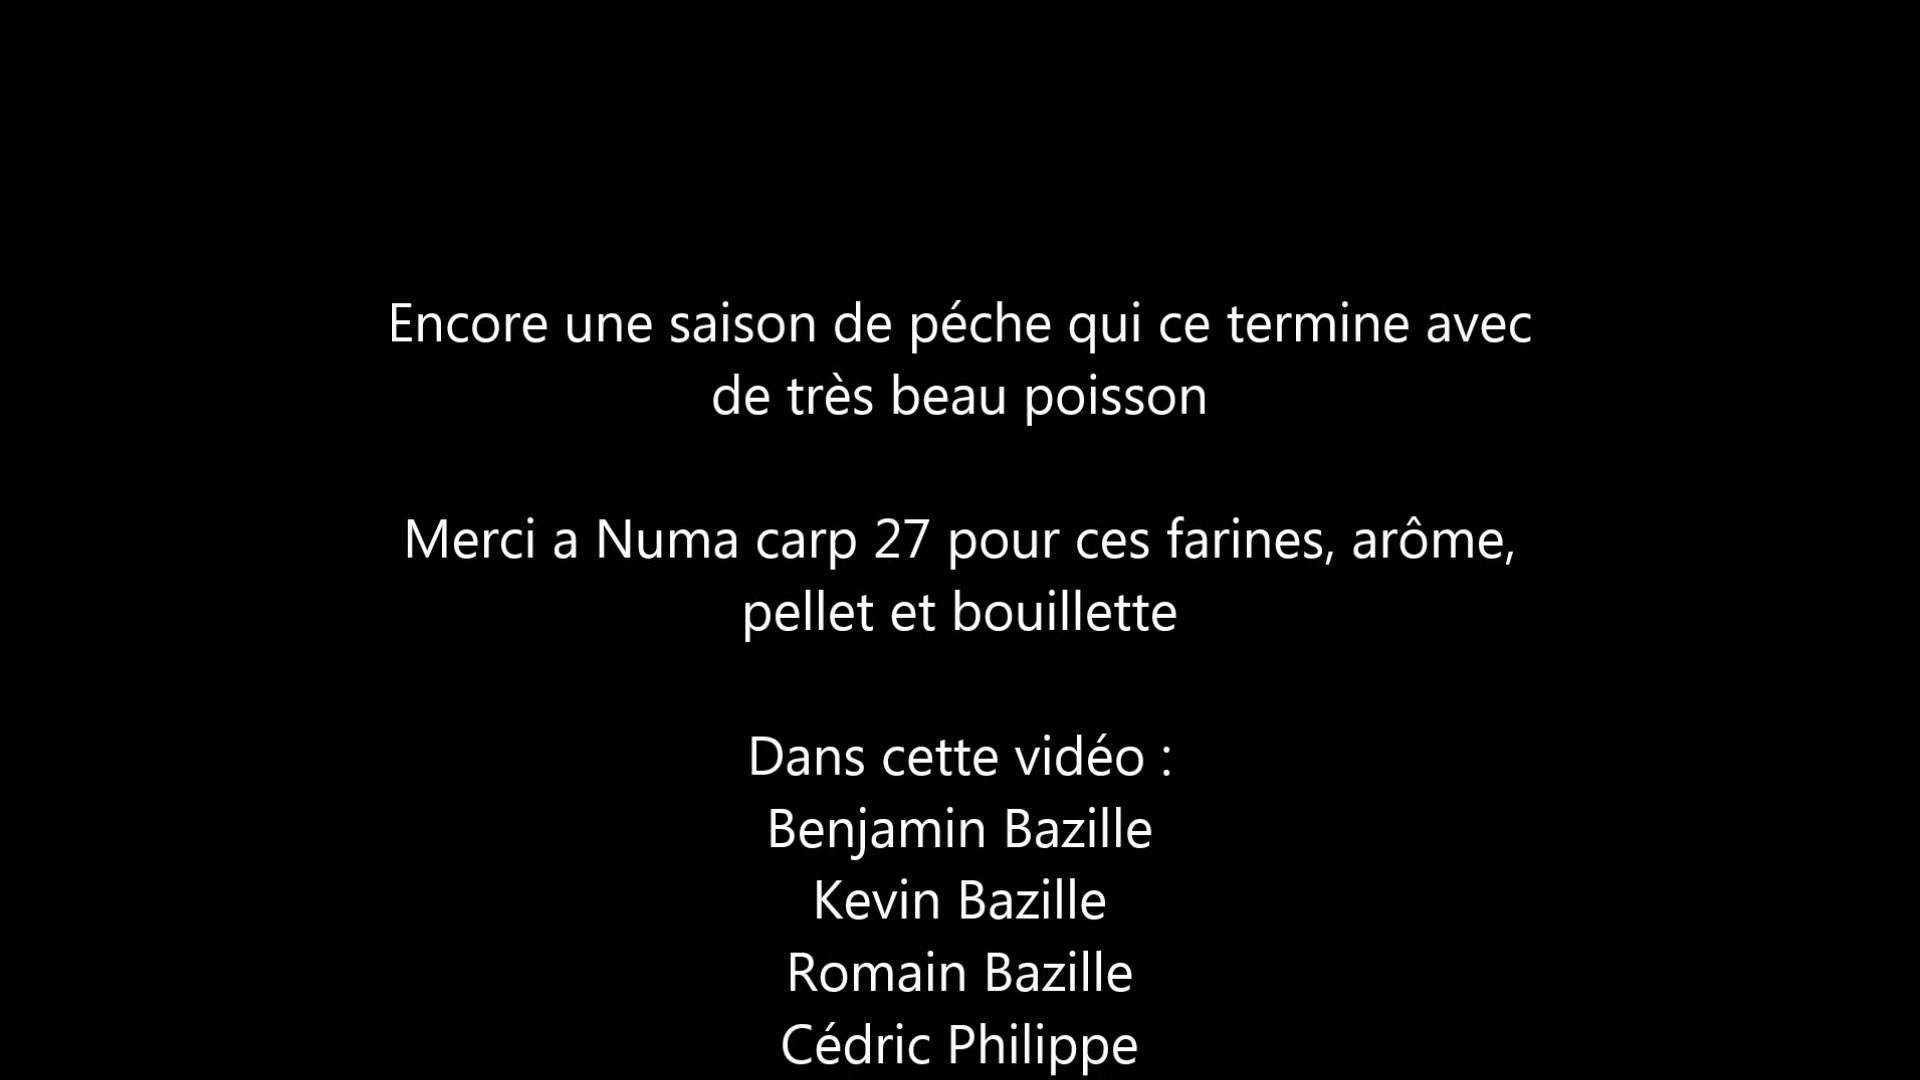 Encore une saison de péche qui ce termine avec
de très beau poisson
Merci a Numa carp 27 pour ces farines, arôme,
pellet et bouillette
Dans cette vidéo :
Benjamin Bazille
Kevin Bazille
Romain Bazille
Cédric Philippe